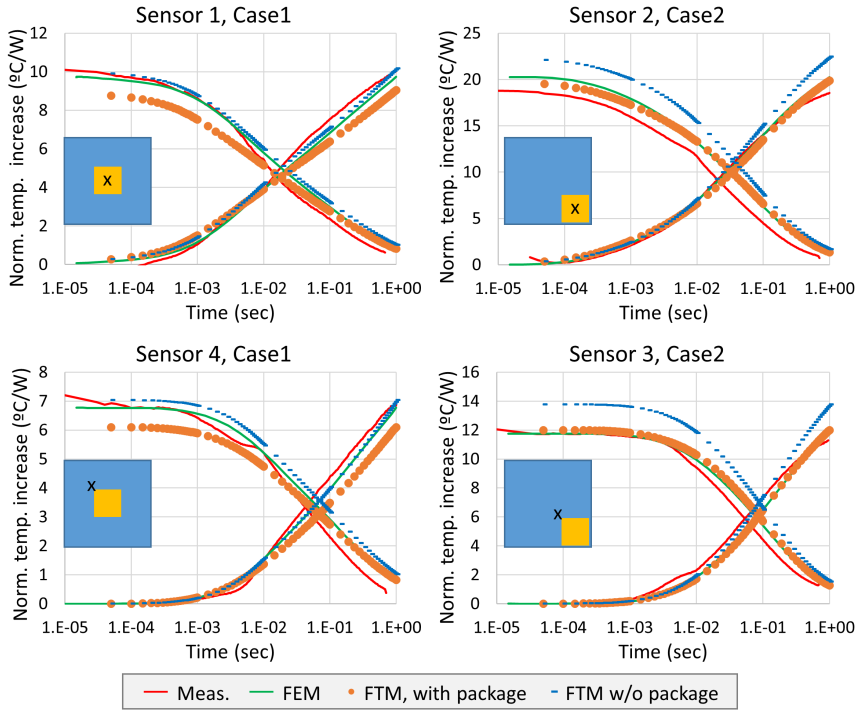 Sensor 1, Case1
Norm. temp. increase (ºC/W)
12
10
8
6
4
2
0
x
1.E-05 1.E-04 1.E-03 1.E-02 1.E-01 1.E+00
Time (sec)
Sensor 2, Case2
Norm. temp. increase (ºC/W)
25
20
15
10
5
0
x
1.E-05 1.E-04 1.E-03 1.E-02 1.E-01 1.E+00
Time (sec)
Sensor 4, Case1
Norm. temp. increase (ºC/W)
8
7
6
5
4
3
2
1
0
x
1.E-05 1.E-04 1.E-03 1.E-02 1.E-01 1.E+00
Time (sec)
Sensor 3, Case2
Norm. temp. increase (ºC/W)
16
14
12
10
8
6
4
2
0
x
1.E-05 1.E-04 1.E-03 1.E-02 1.E-01 1.E+00
Time (sec)
Meas. FEM FTM, with package FTM w/o package